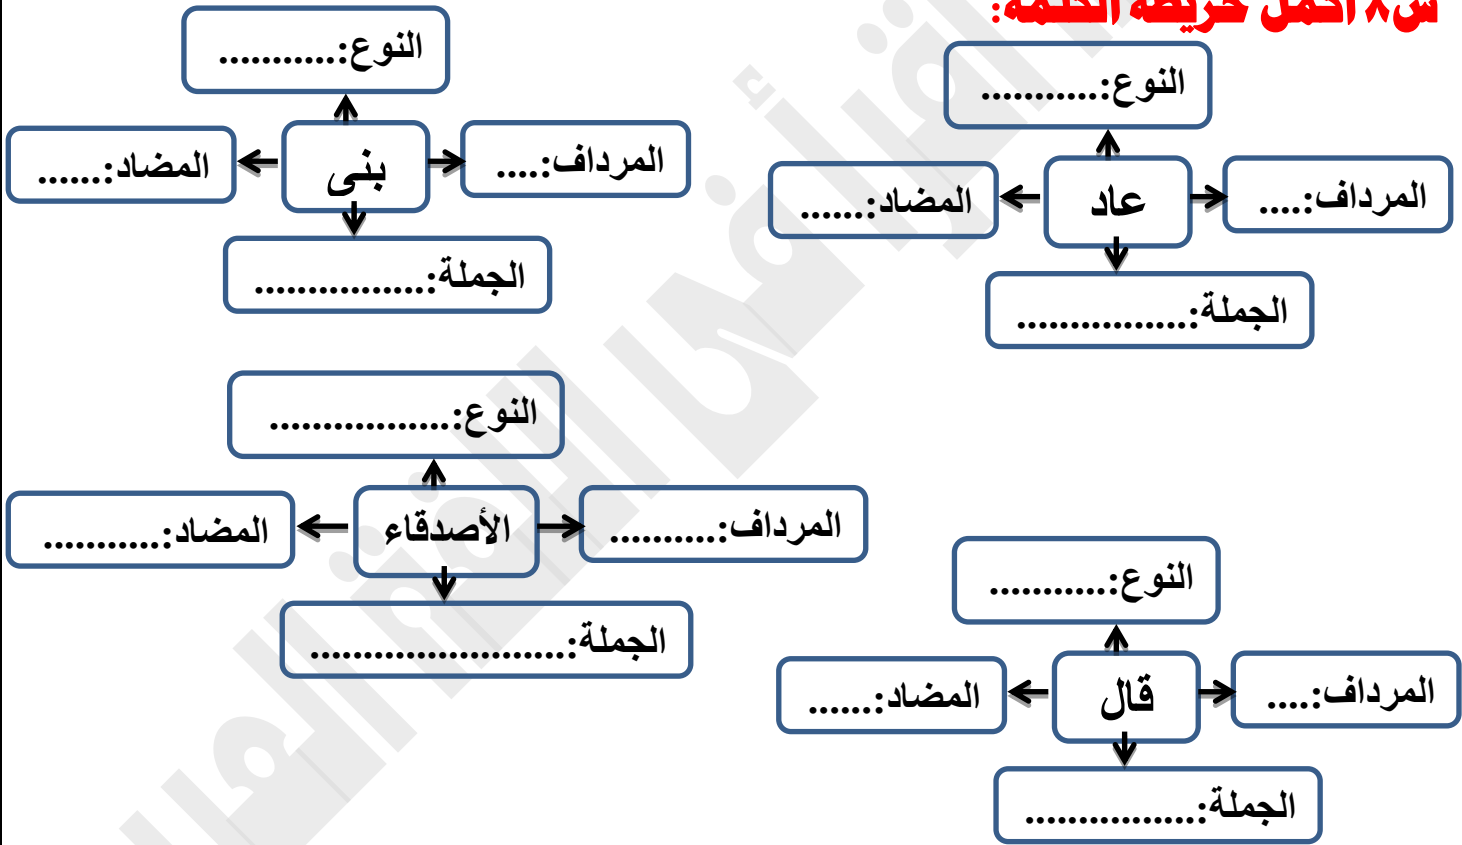 س٨ اكمل خريطة الكلمة:
النوع:...........
المرداف:....
عاد
المضاد:......
الجملة:................
النوع:...........
المرداف:....
بنى
المضاد:......
الجملة:................
النوع:.................
المرداف:..........
الأصدقاء
المضاد:...........
الجملة:........................
النوع:...........
المرداف:....
قال
المضاد:......
الجملة:................